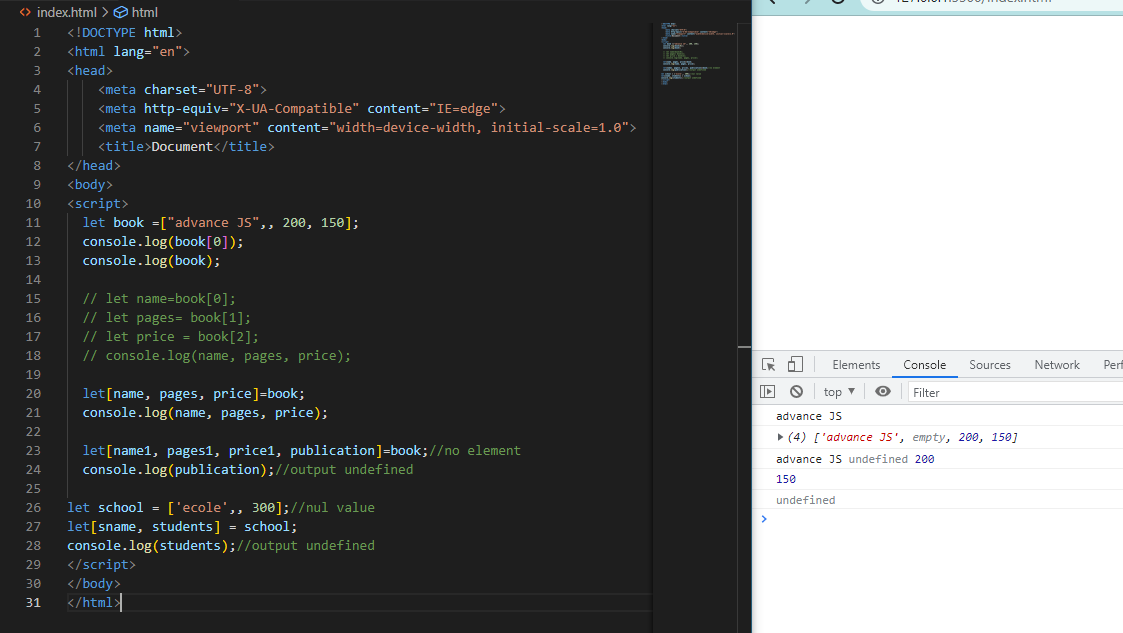 index.html > html
1 <!DOCTYPE html>
2 <html lang="en">
3 <head>
4 <meta charset="UTF-8">
5 <meta http-equiv="X-UA-Compatible" content="IE=edge">
6 <meta name="viewport" content="width=device-width, initial-scale=1.0">
7 <title>Document</title>
8 </head>
9 <body>
10 <script>
11 let book =["advance JS",, 200, 150];
12 console.log(book[0]);
13 console.log(book);
14
15 // let name=book[0];
16 // let pages= book[1];
17 // let price = book[2];
18 // console.log(name, pages, price);
19
20 let[name, pages, price]=book;
21 console.log(name, pages, price);
22
23 let[name1, pages1, price1, publication]=book;//no element
24 console.log(publication);//output undefined
25
26 let school = ['ecole',, 300];//nul value
27 let[sname, students] = school;
28 console.log(students);//output undefined
29 </script>
30 </body>
31 </html>
Elements Console Sources Network Perf
top Filter
advance JS
(4) ['advance JS', empty, 200, 150]
advance JS undefined 200
150
undefined
>